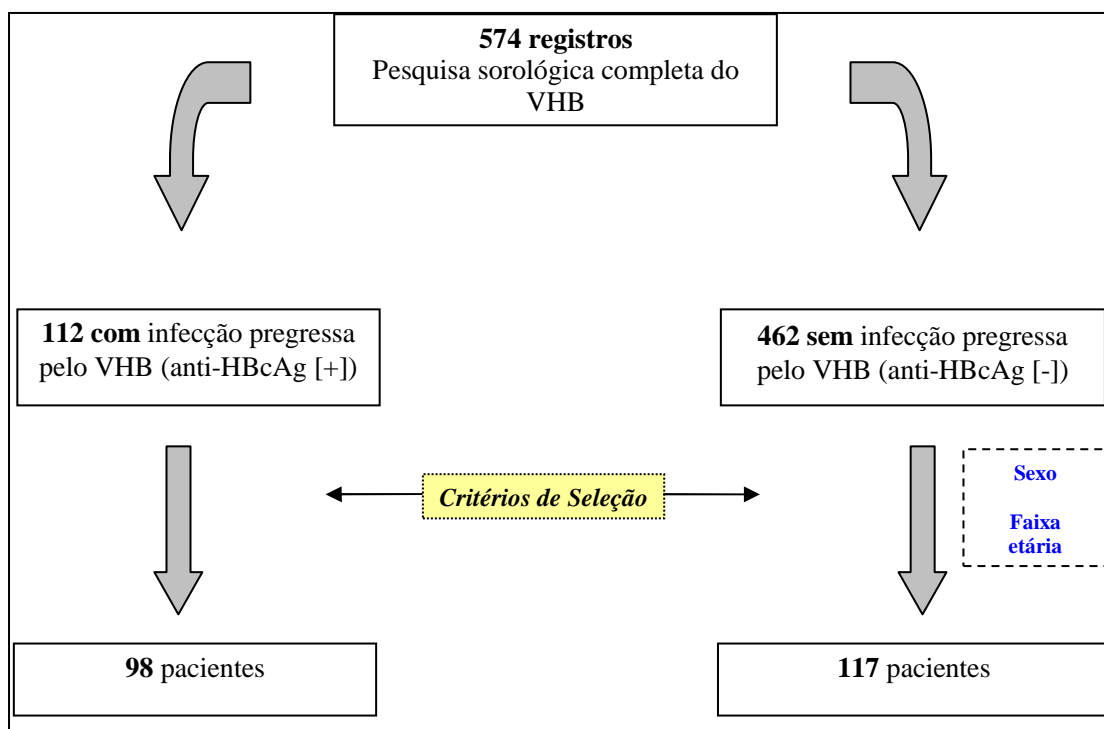 574 registros
Pesquisa sorológica completa do
VHB
112 com infecção pregressa
pelo VHB (anti-HBcAg [+])
462 sem infecção pregressa
pelo VHB (anti-HBcAg [-])
Critérios de Seleção
Sexo
Faixa
etária
98 pacientes
117 pacientes